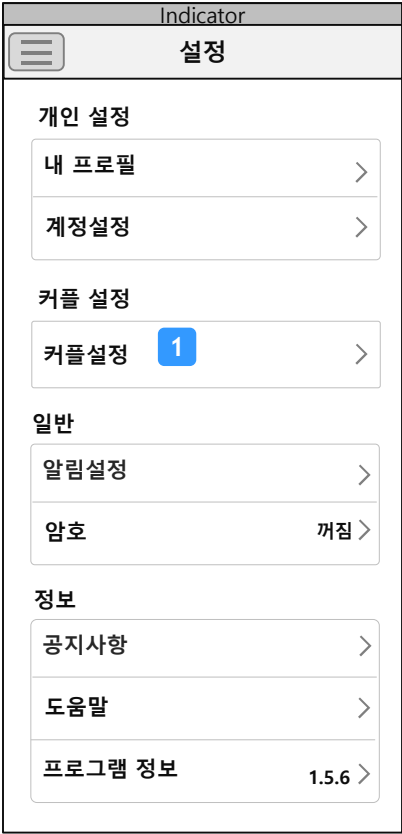 Indicator
설정
개인 설정
내 프로필
계정설정
커플 설정
커플설정 1
일반
알림설정
암호 꺼짐
정보
공지사항
도움말
프로그램 정보 1.5.6